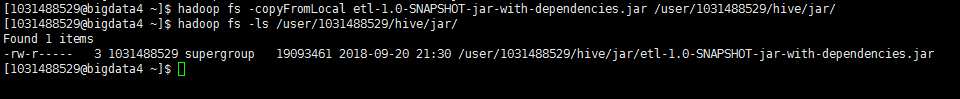 [1031488529@bigdata4 ~]$ hadoop fs -copyFromLocal etl-1.0-SNAPSHOT-jar-with-dependencies.jar /user/1031488529/hive/jar/
[1031488529@bigdata4 ~]$ hadoop fs -ls /user/1031488529/hive/jar/
Found 1 items
-rw-r-----   3 1031488529 supergroup   19093461 2018-09-20 21:30 /user/1031488529/hive/jar/etl-1.0-SNAPSHOT-jar-with-dependencies.jar
[1031488529@bigdata4 ~]$